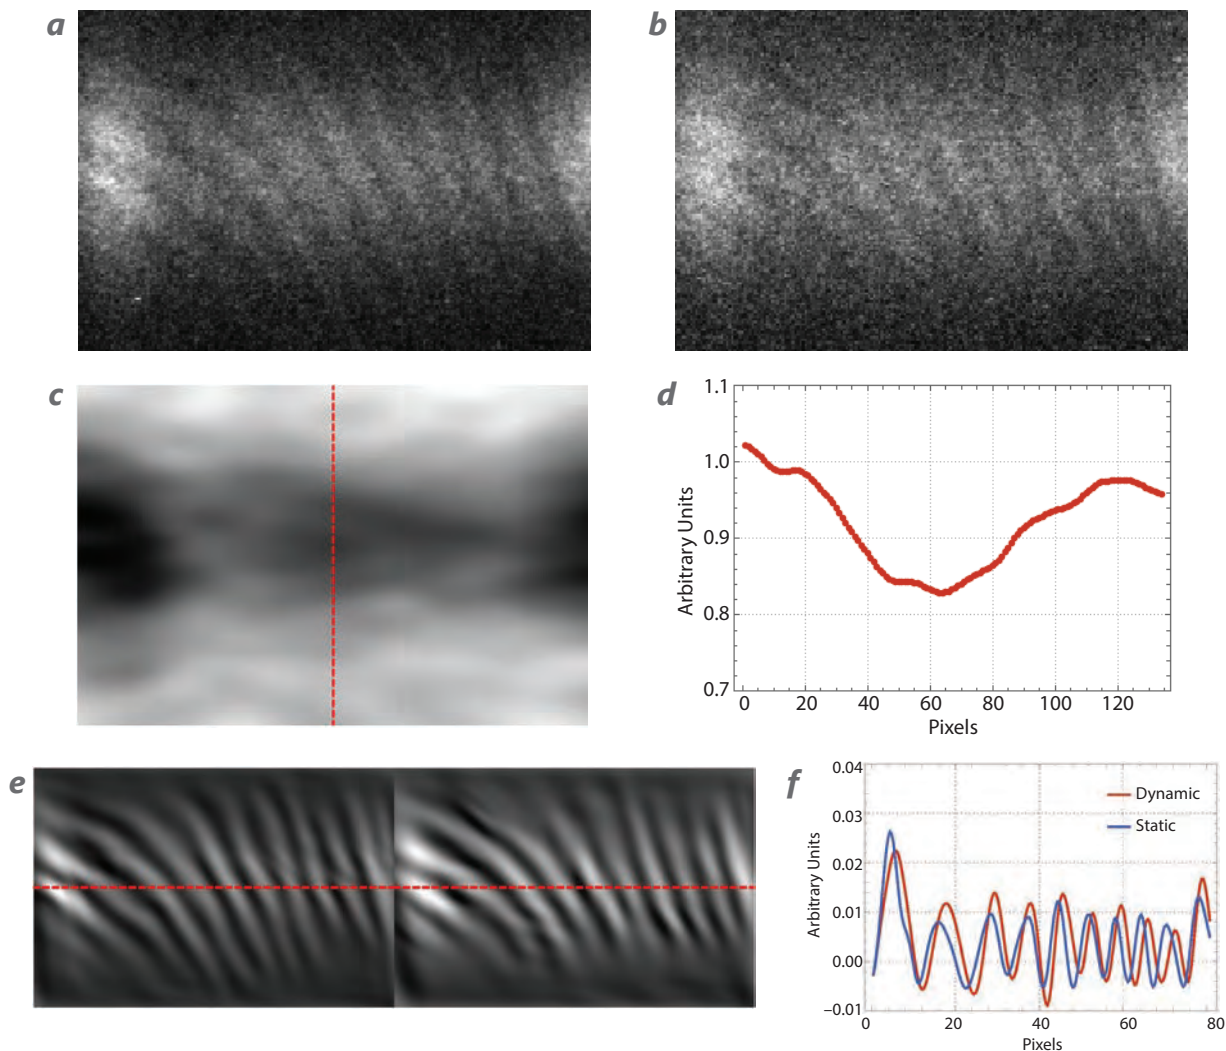 a
b
c
d
1.1
1.0
0.9
0.8
0.7
Arbitrary Units
0 20 40 60 80 100 120
Pixels
e
f
0.04
0.03
0.02
0.01
0.00
–0.01
Arbitrary Units
Dynamic
Static
0 20 40 60 80
Pixels